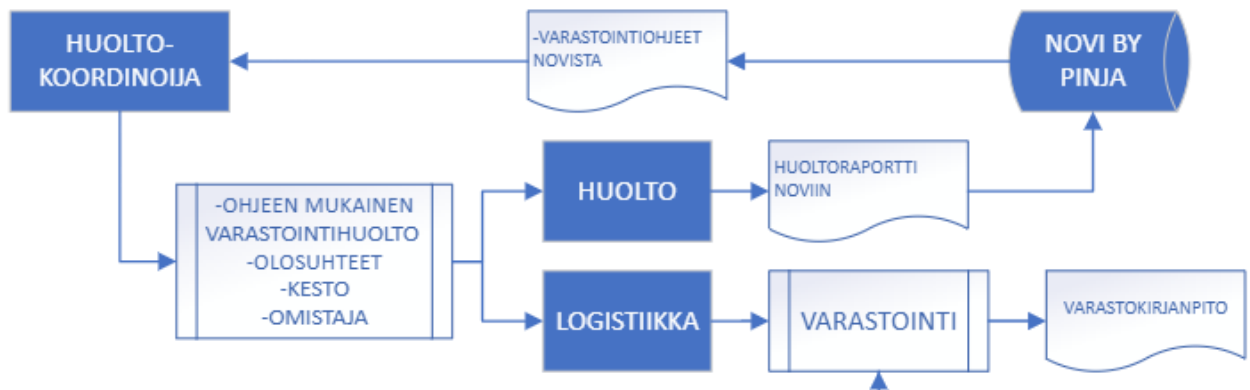 HUOLTO-
KOORDINOIJA
-VARASTOINTIOHJEET
NOVISTA
NOVI BY
PINJA
-OHJEEN MUKAINEN
VARASTOINTIHUOLTO
-OLOSUHTEET
-KESTO
-OMISTAJA
HUOLTO
HUOLTORAPORTTI
NOVIIN
LOGISTIIKKA
VARASTOINTI
VARASTOKIRJANPITO